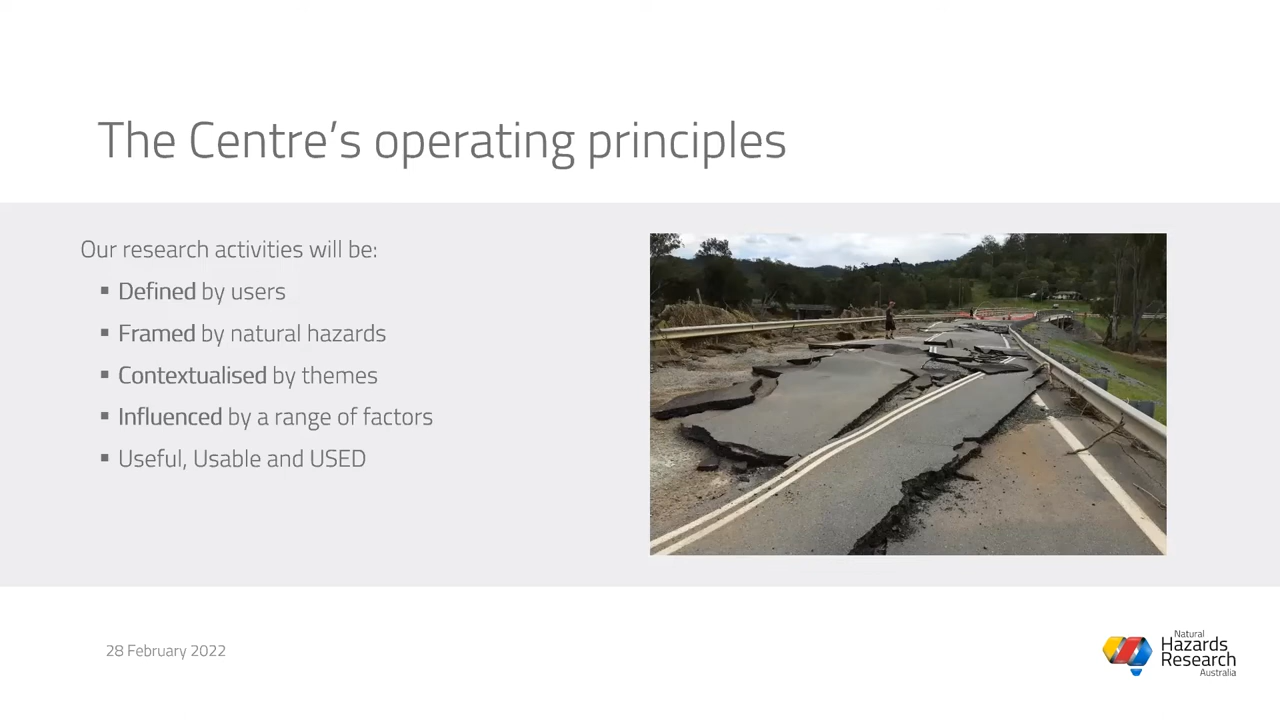 The Centre’s operating principles
Our research activities will be:
▪ Defined by users
▪ Framed by natural hazards
▪ Contextualised by themes
▪ Influenced by a range of factors
▪ Useful, Usable and USED
28 February 2022
Natural
Hazards
Research
Australia